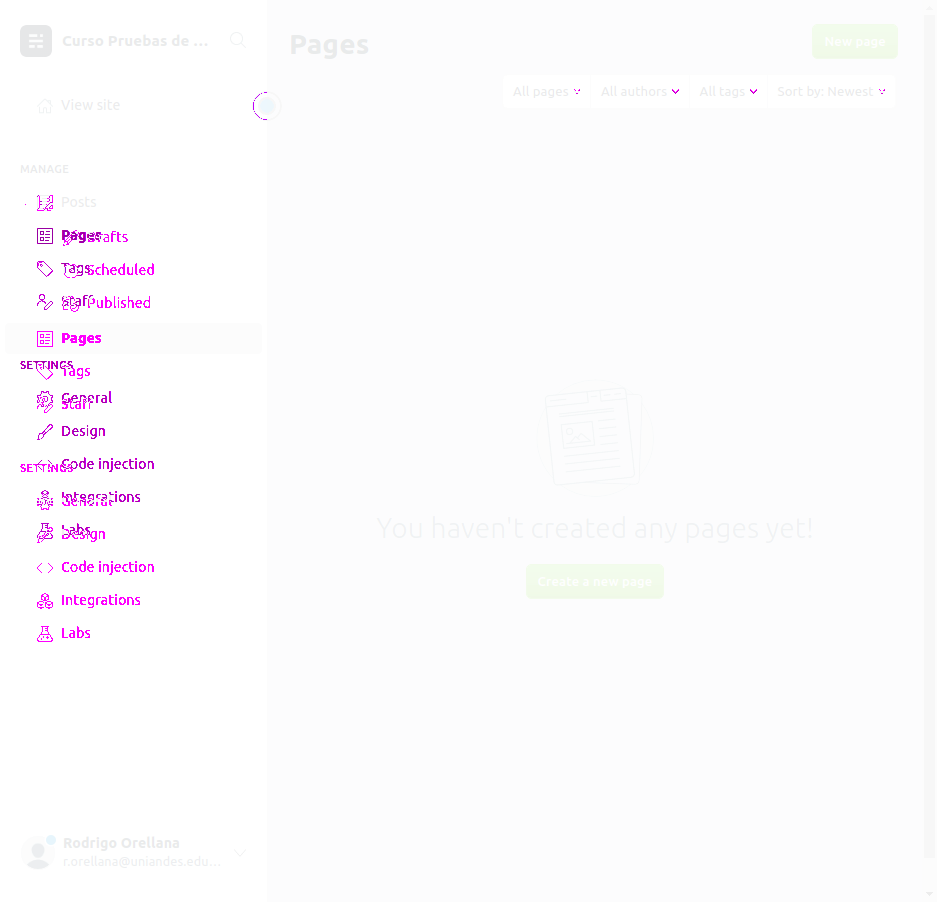 Curso Pruebas de ...
Pages
New page
View site
All pages All authors All tags Sort by: Newest
MANAGE
Posts
Pages
Drafts
Tags
Scheduled
Staff
Published
Pages
SETTINGS
Tags
General
Staff
Design
Code injection
SETTINGS
Integrations
General
Labs
Design
Code injection
Integrations
Labs
You haven't created any pages yet!
Create a new page
Rodrigo Orellana
r.orellana@uniandes.edu...